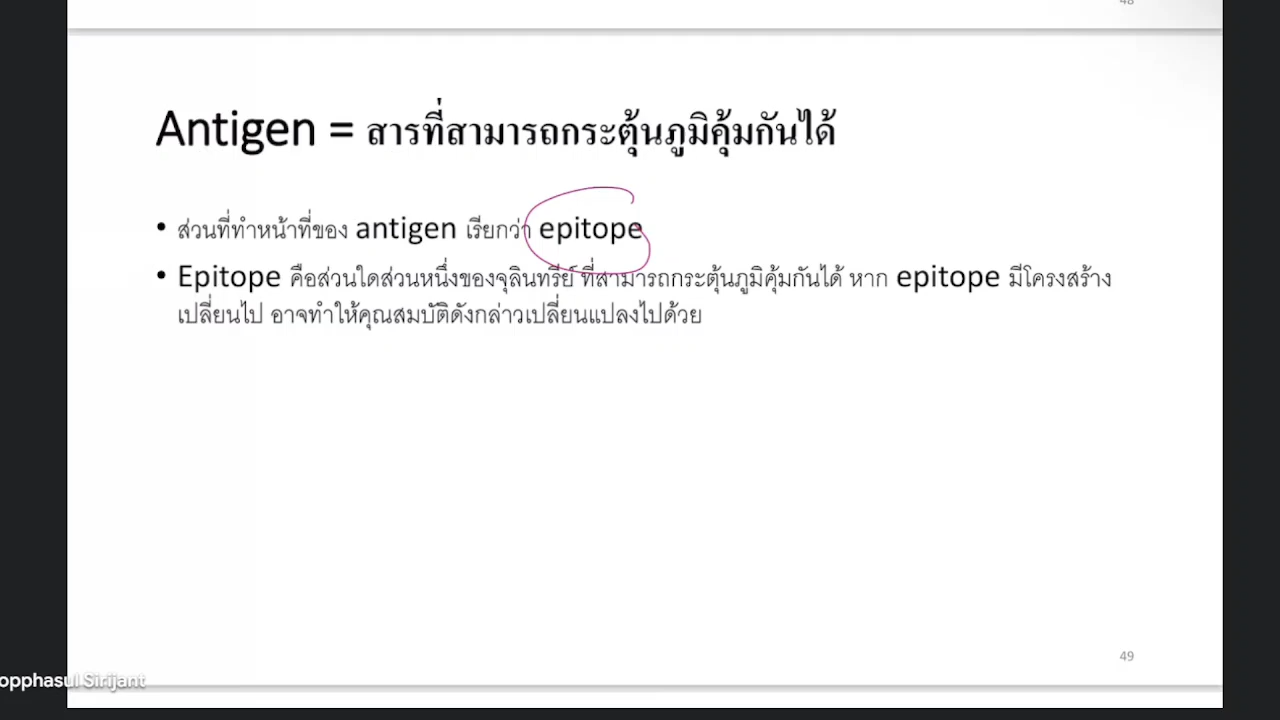 48
Antigen = สารที่สามารถกระตุ้นภูมิคุ้มกันได้
• ส่วนที่ทำหน้าที่ของ antigen เรียกว่า epitope
• Epitope คือส่วนใดส่วนหนึ่งของจุลินทรีย์ ที่สามารถกระตุ้นภูมิคุ้มกันได้ หาก epitope มีโครงสร้าง
เปลี่ยนไป อาจทำให้คุณสมบัติดังกล่าวเปลี่ยนแปลงไปด้วย
49
opphasul Sirijant